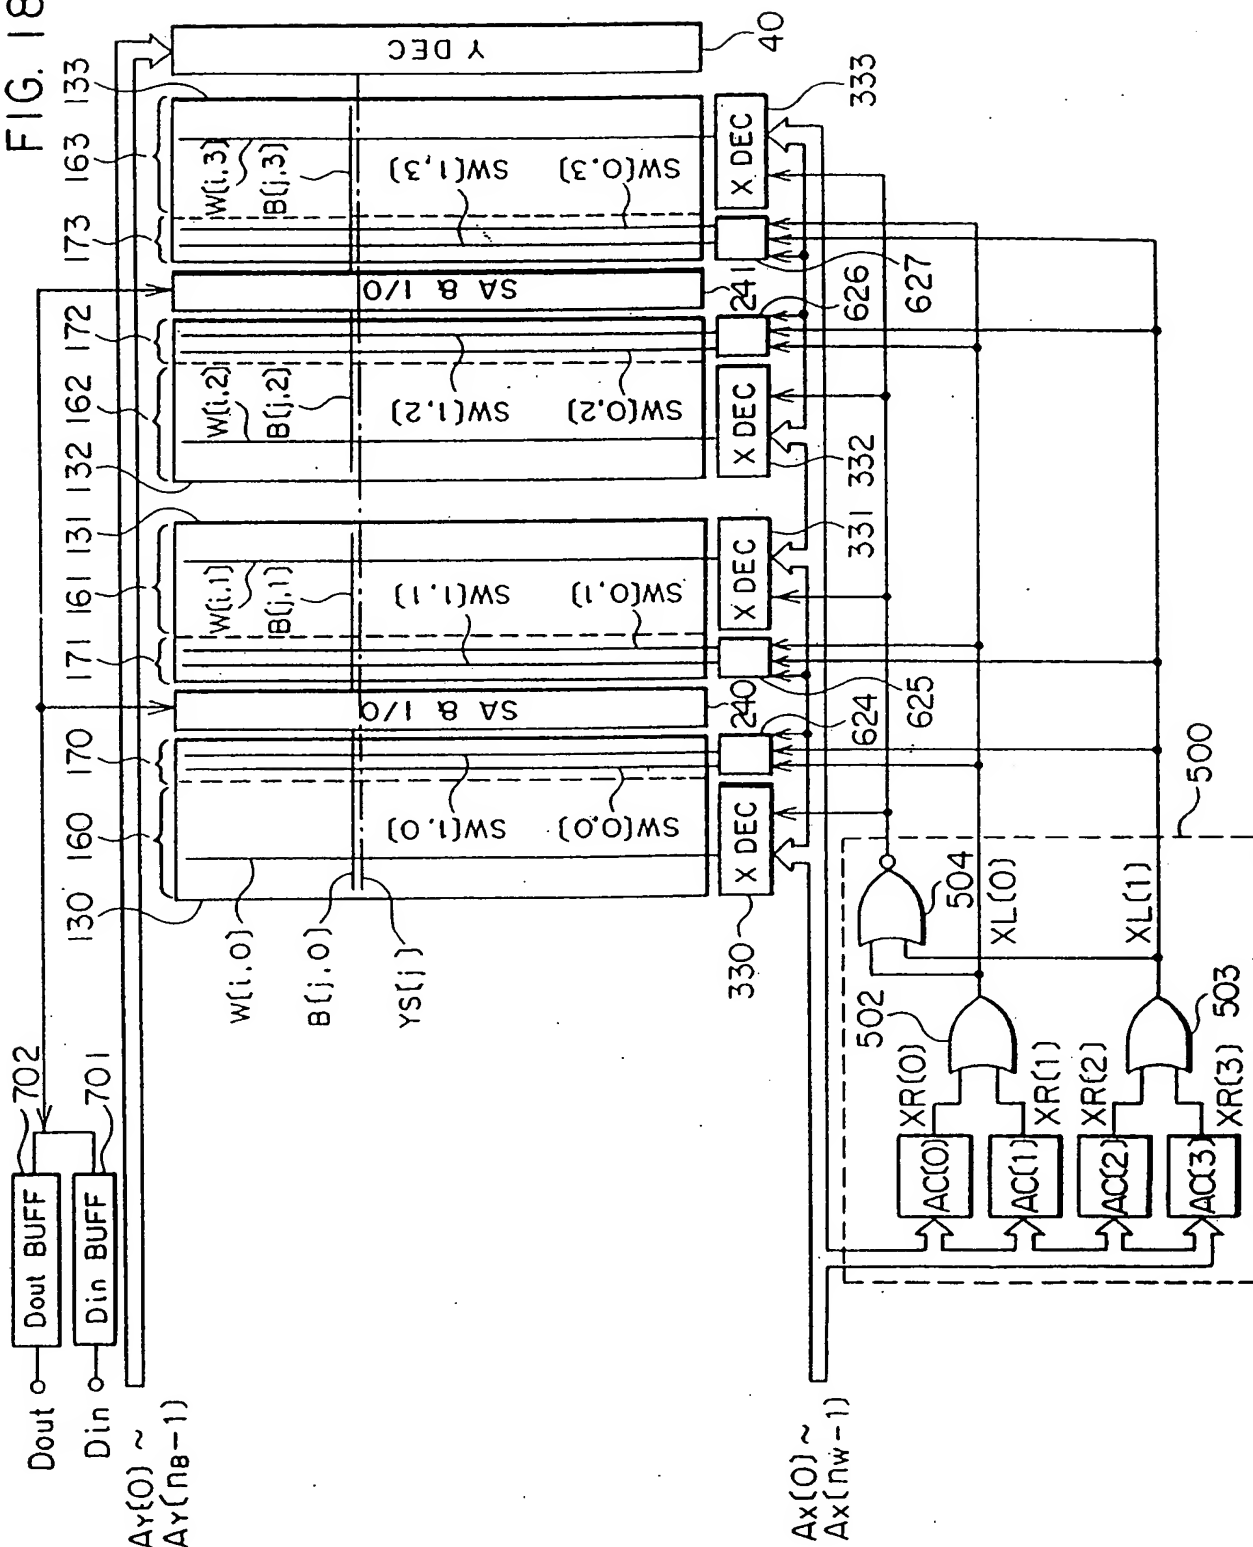 FIG. 18
Dout
Dout BUFF
702
Din
Din BUFF
701
AY(0) ~
AY(nB-1)
130
160
170
171
161
131
132
162
172
173
163
133
Y DEC
40
W(i,0)
B(j,0)
YS(j)
SW(1,0)
SW(0,0)
SA & I/O
240
W(i,1)
B(j,1)
SW(1,1)
SW(0,1)
W(i,2)
B(j,2)
SW(1,2)
SW(0,2)
SA & I/O
241
W(i,3)
B(j,3)
SW(1,3)
SW(0,3)
X DEC
330
624
625
X DEC
331
X DEC
332
626
627
X DEC
333
AX(0) ~
AX(nW-1)
500
504
502
503
XL(0)
XL(1)
AC(0)
XR(0)
AC(1)
XR(1)
AC(2)
XR(2)
AC(3)
XR(3)